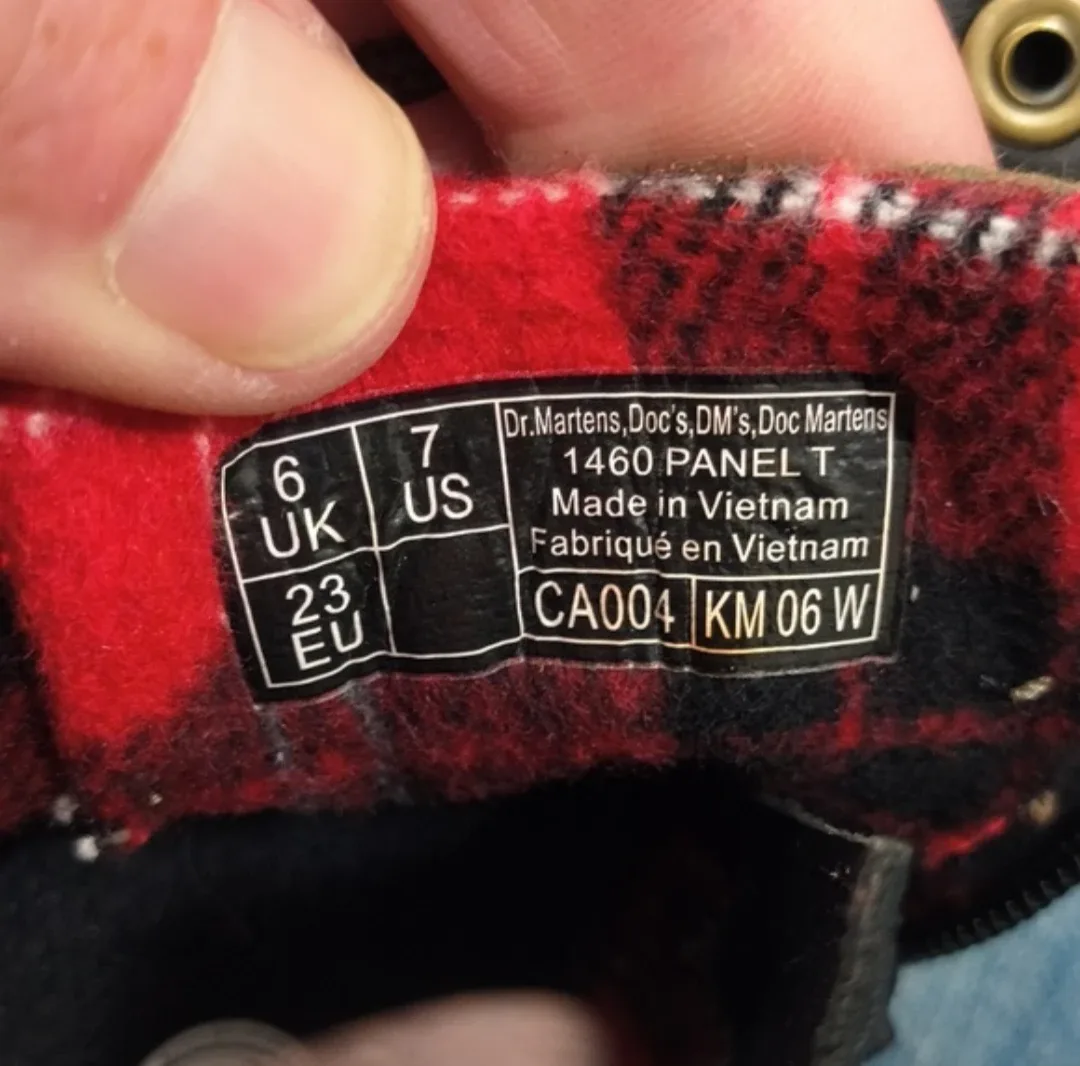 6
UK
7
US
23
EU
Dr.Martens,Doc's,DM's,Doc Martens
1460 PANEL T
Made in Vietnam
Fabriqué en Vietnam
CA004
KM 06 W